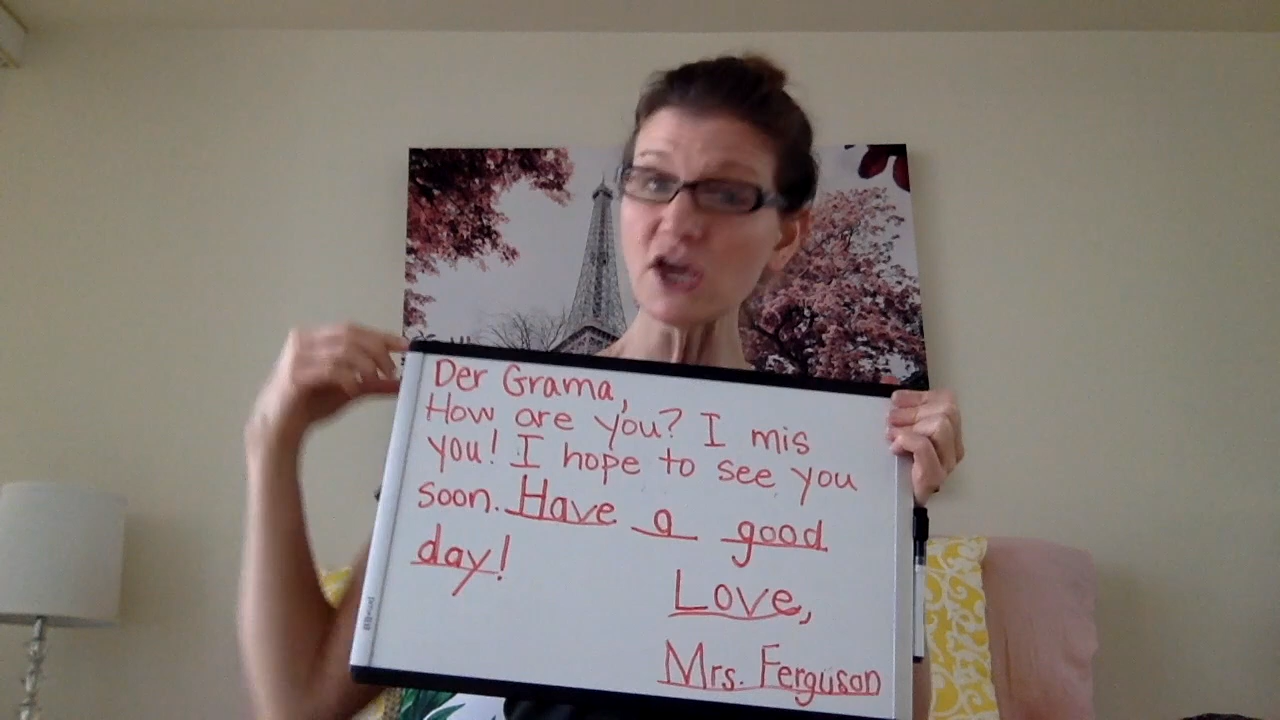 Der Grama,
How are you? I mis
you! I hope to see you
soon. Have a good
day!
Love,
Mrs. Ferguson